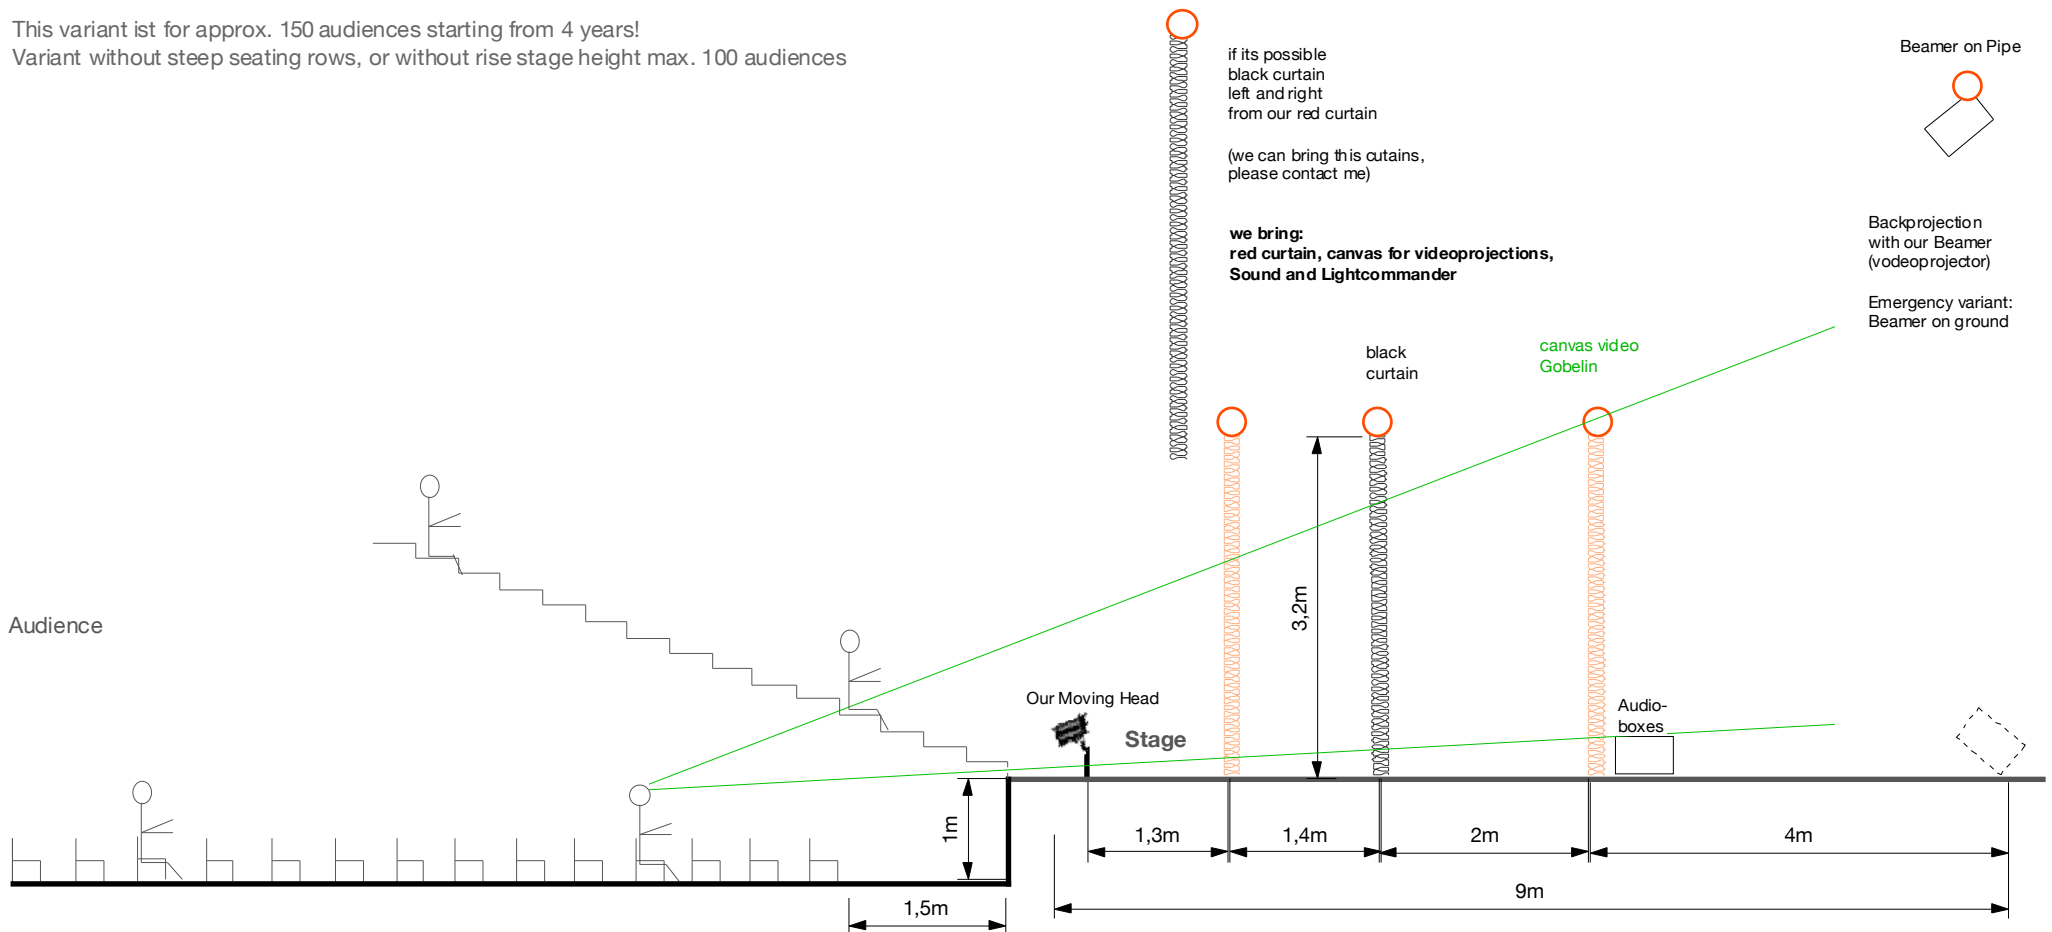 This variant ist for approx. 150 audiences starting from 4 years!
Variant without steep seating rows, or without rise stage height max. 100 audiences
if its possible
black curtain
left and right
from our red curtain
(we can bring this cutains,
please contact me)
we bring:
red curtain, canvas for videoprojections,
Sound and Lightcommander
Beamer on Pipe
Backprojection
with our Beamer
(vodeoprojector)
Emergency variant:
Beamer on ground
black
curtain
canvas video
Gobelin
3,2m
Audience
Our Moving Head
Stage
Audio-
boxes
1m
1,3m
1,4m
2m
4m
9m
1,5m